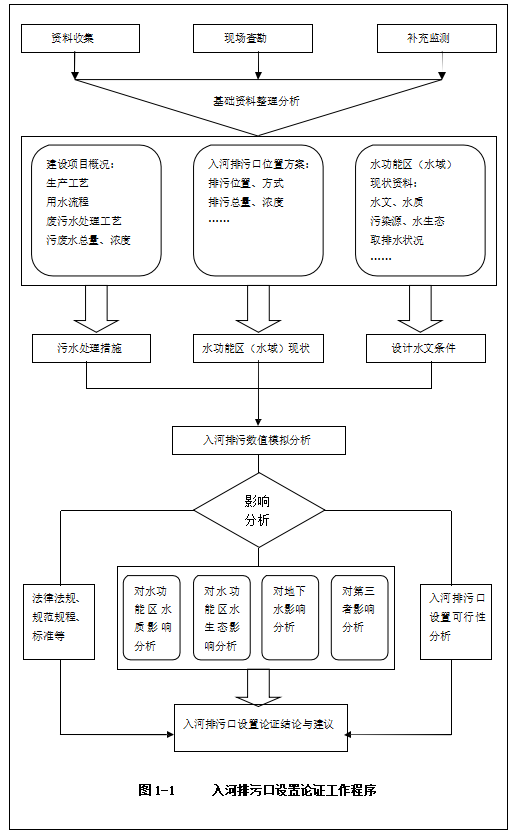 资料收集
现场查勘
补充监测
基础资料整理分析
建设项目概况：
生产工艺
用水流程
废污水处理工艺
污废水总量、浓度
入河排污口位置方案：
排污位置、方式
排污总量、浓度
……
水功能区（水域）
现状资料：
水文、水质
污染源、水生态
取排水状况
……
污水处理措施
水功能区（水域）现状
设计水文条件
入河排污数值模拟分析
影响
分析
法律法规、
规范规程、
标准等
对水功
能区水
质影响
分析
对水功
能区水
生态影
响分析
对地下
水影响
分析
对第三
者影响
分析
入河排污口
设置可行性
分析
入河排污口设置论证结论与建议
图 1-1 入河排污口设置论证工作程序